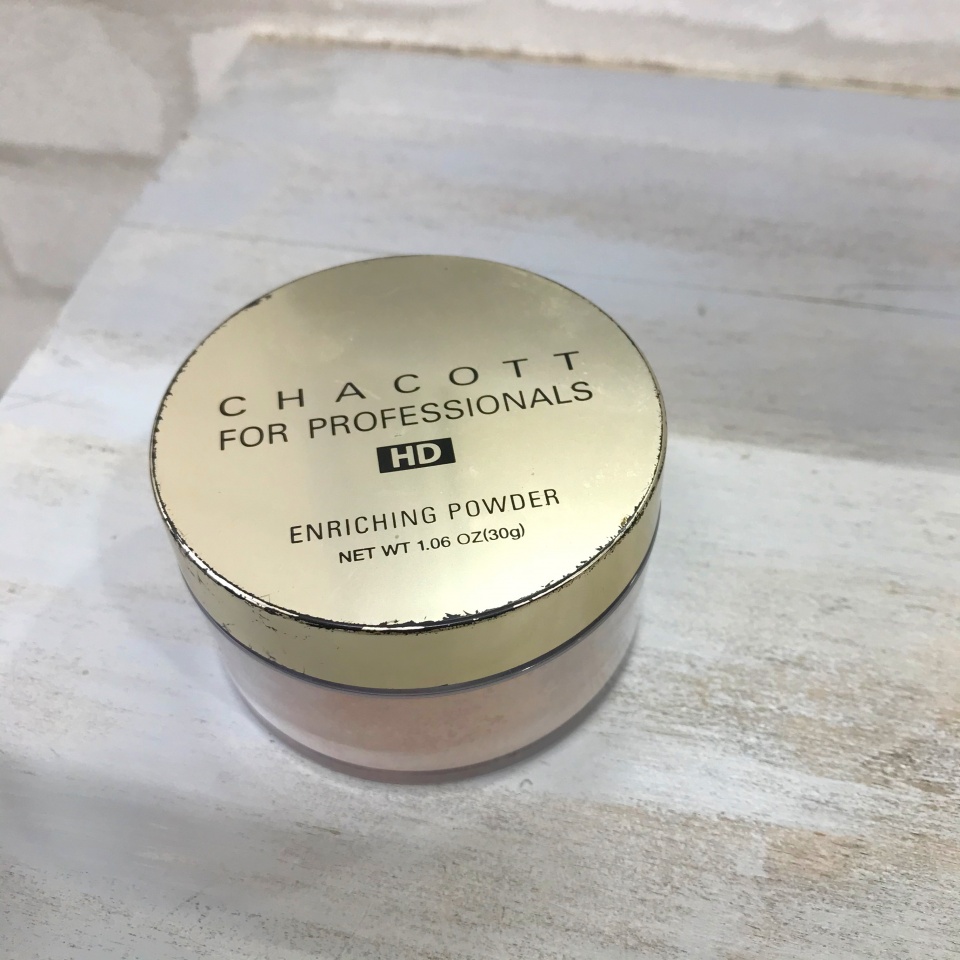 CHACOTT
FOR PROFESSIONALS
HD
ENRICHING POWDER
NET WT 1.06 OZ(30g)